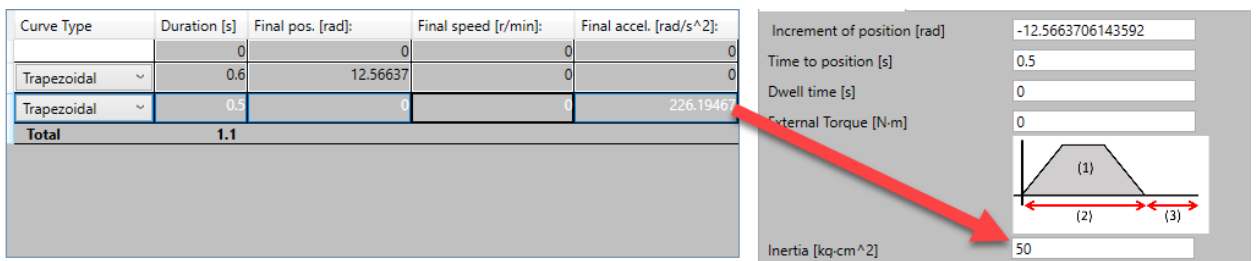 Curve Type Duration [s] Final pos. [rad]: Final speed [r/min]: Final accel. [rad/s^2]:
0 0 0 0
Trapezoidal 0.6 12.56637 0 0
Trapezoidal 0.5 0 0 226.19467
Total 1.1
Increment of position [rad] -12.5663706143592
Time to position [s] 0.5
Dwell time [s] 0
External Torque [N·m] 0
(1)
(2) (3)
Inertia [kg·cm^2] 50